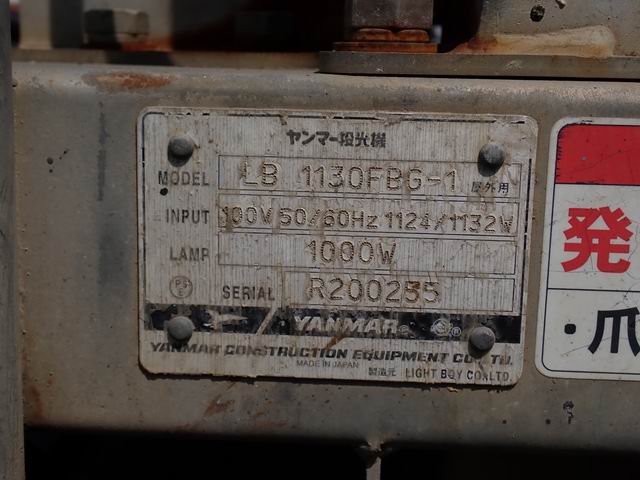 ヤンマー投光機
MODEL LB 1130FBG-1 屋外用
INPUT 100V 50/60Hz 1124/1132W
LAMP 1000W
PS E SERIAL R200255
YANMAR
YANMAR CONSTRUCTION EQUIPMENT CO., LTD.
MADE IN JAPAN
製造元 LIGHT BOY CO.LTD.
発
・爪